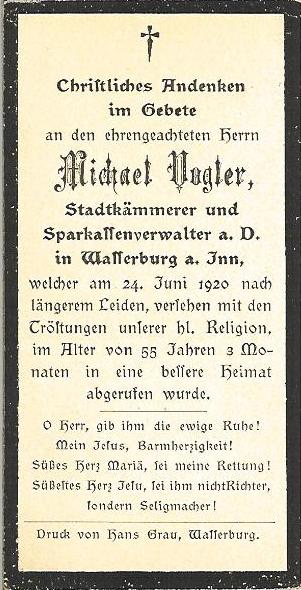 Christliches Andenken
im Gebete
an den ehrengeachteten Herrn
Michael Vogler,
Stadtkämmerer und
Sparkassenverwalter a. D.
in Wasserburg a. Inn,
welcher am 24. Juni 1920 nach
längerem Leiden, versehen mit den
Tröstungen unserer hl. Religion,
im Alter von 55 Jahren 3 Mo-
naten in eine bessere Heimat
abgerufen wurde.
O Herr, gib ihm die ewige Ruhe!
Mein Jesus, Barmherzigkeit!
Süßes Herz Mariä, sei meine Rettung!
Süßestes Herz Jesu, sei ihm nichtRichter,
sondern Seligmacher!
Druck von Hans Grau, Wasserburg.